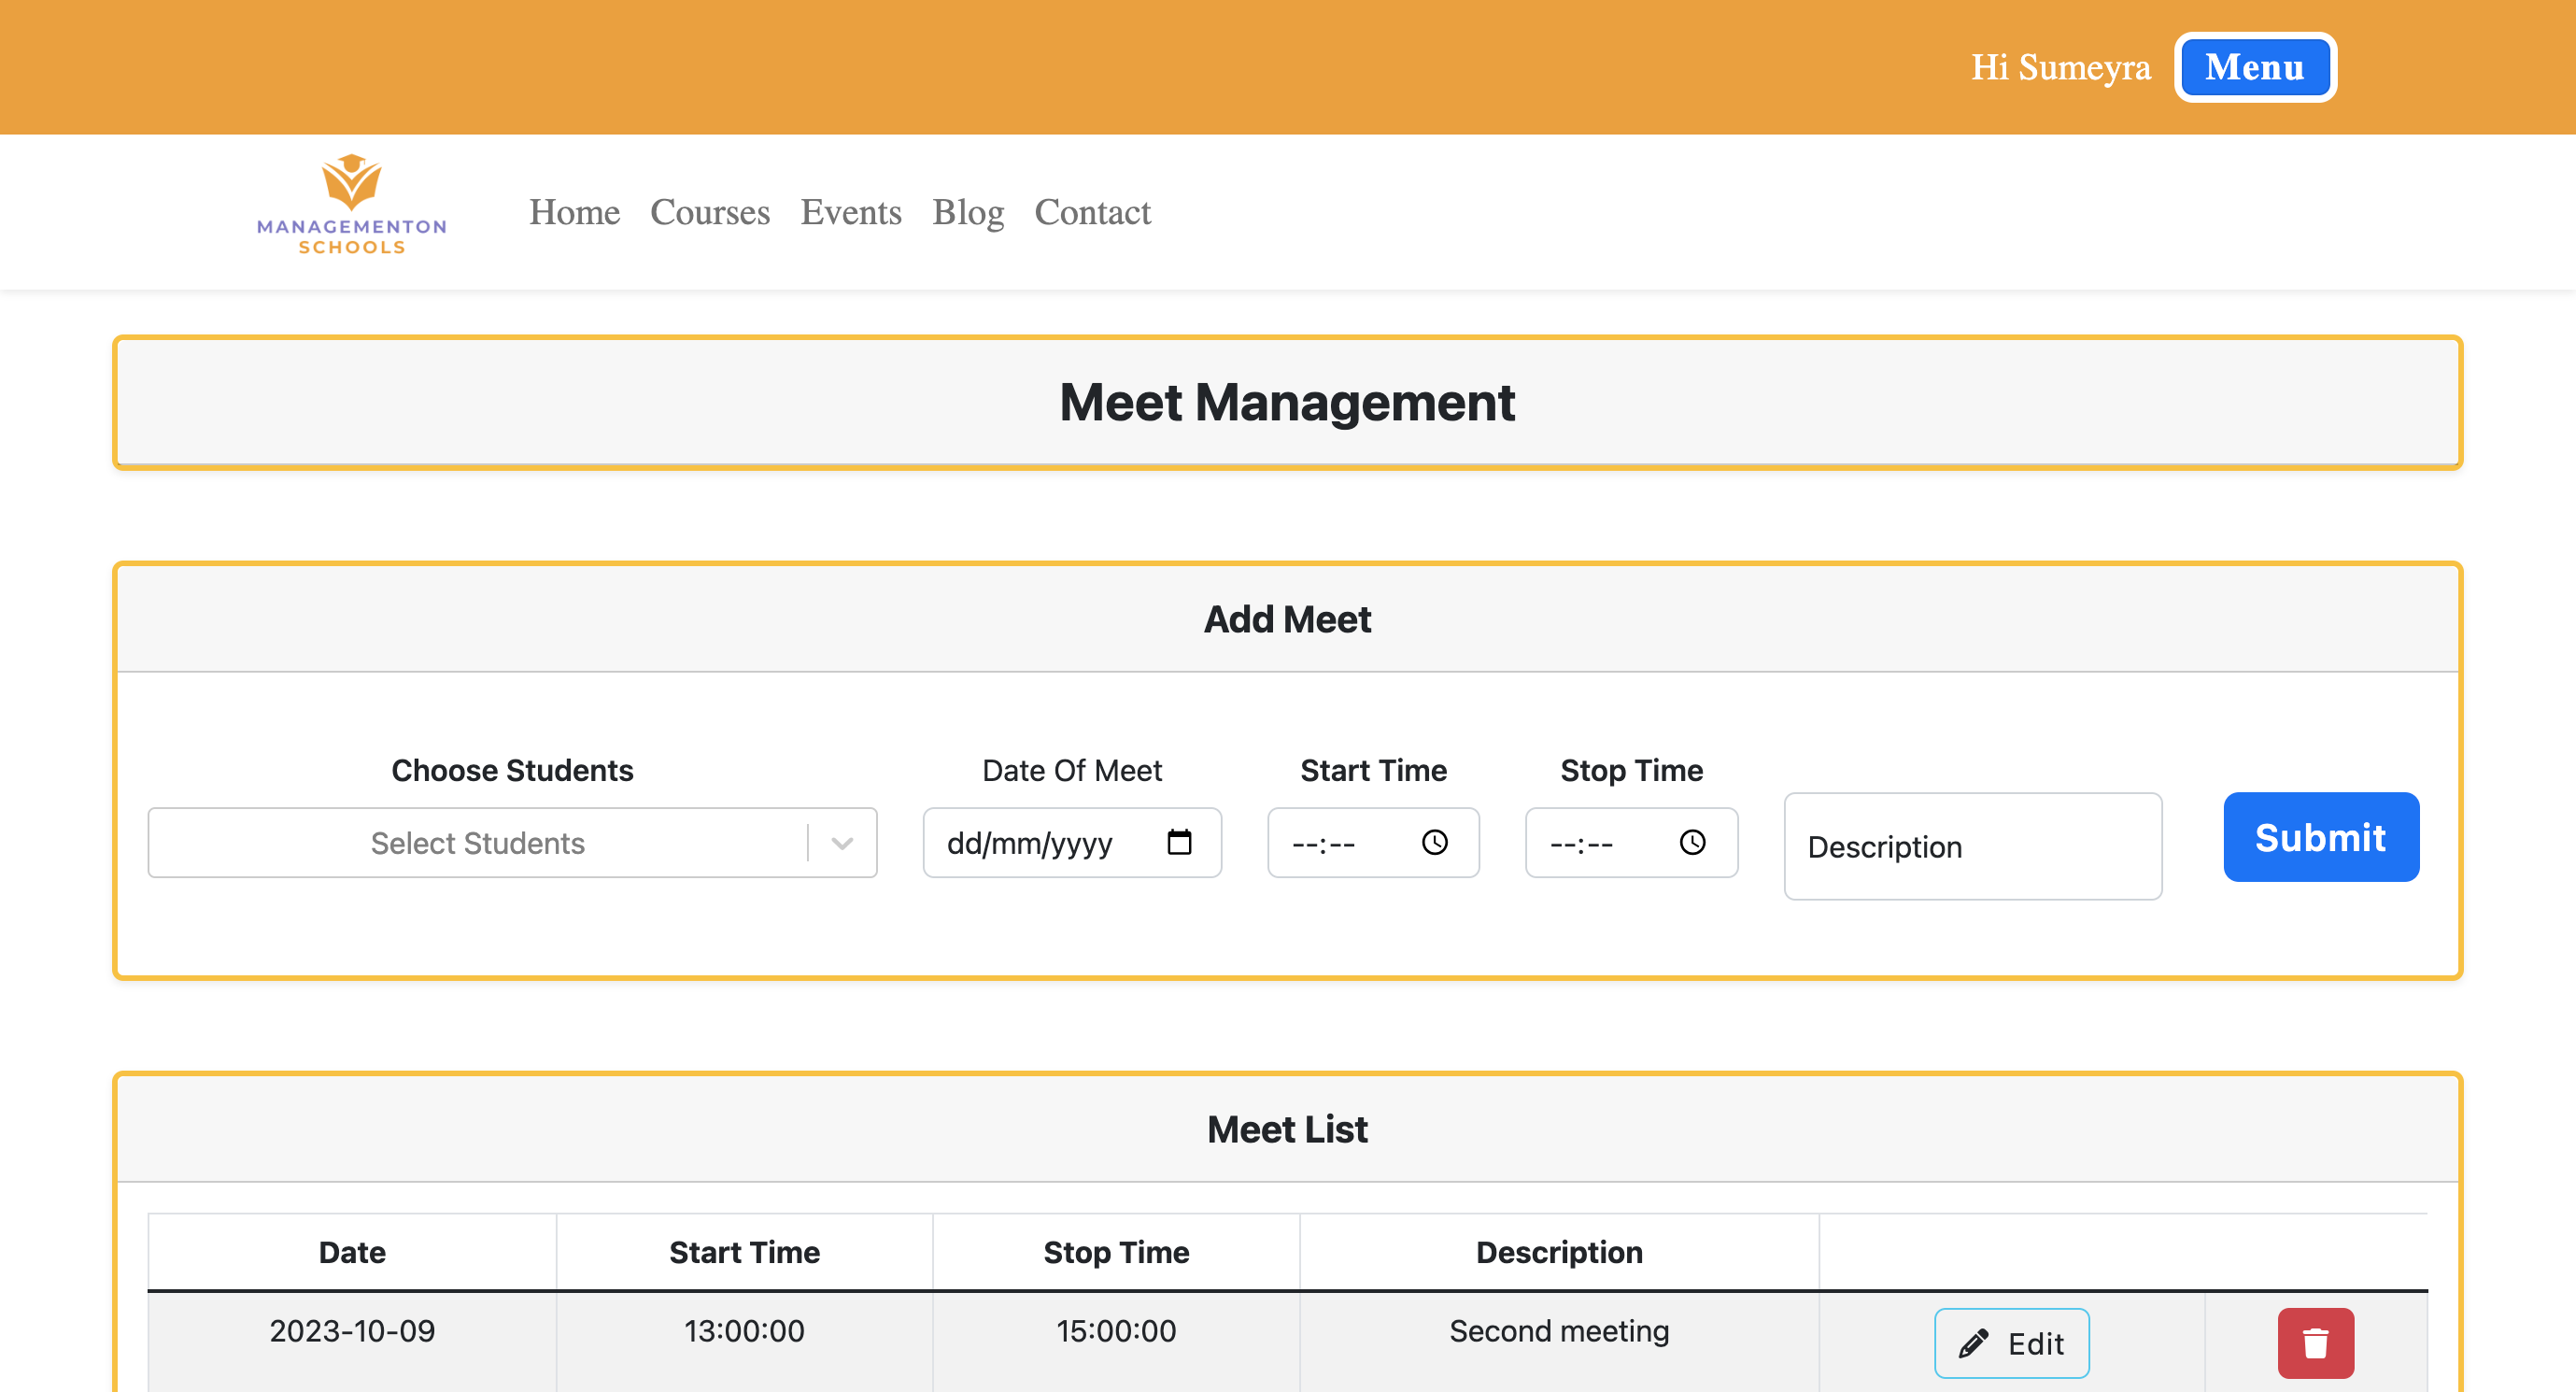 Hi Sumeyra Menu
MANAGEMENTON
SCHOOLS
Home Courses Events Blog Contact
Meet Management
Add Meet
Choose Students Date Of Meet Start Time Stop Time
Select Students dd/mm/yyyy --:-- --:-- Description Submit
Meet List
Date Start Time Stop Time Description
2023-10-09 13:00:00 15:00:00 Second meeting Edit